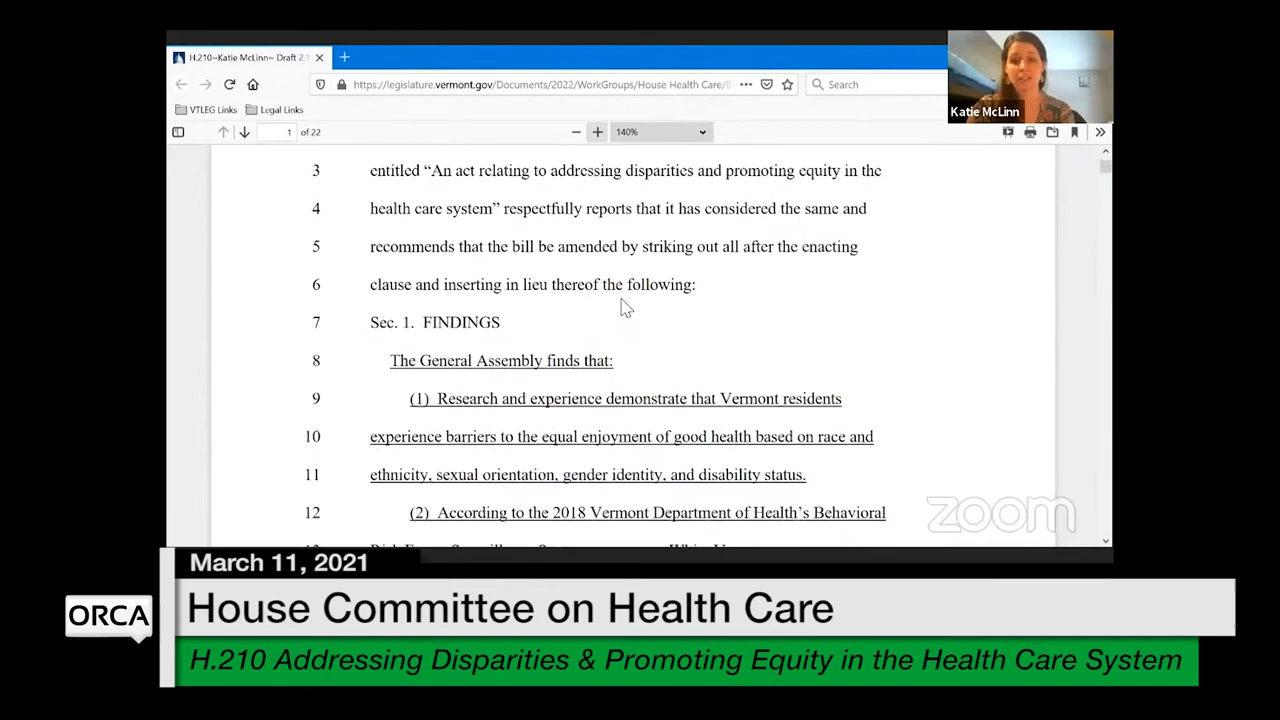 H.210~Katie McLinn~ Draft 2.1
https://legislature.vermont.gov/Documents/2022/WorkGroups/House Health Care/
Search
VTLEG Links
Legal Links
Katie McLinn
1 of 22
140%
3 entitled “An act relating to addressing disparities and promoting equity in the
4 health care system” respectfully reports that it has considered the same and
5 recommends that the bill be amended by striking out all after the enacting
6 clause and inserting in lieu thereof the following:
7 Sec. 1. FINDINGS
8 The General Assembly finds that:
9 (1) Research and experience demonstrate that Vermont residents
10 experience barriers to the equal enjoyment of good health based on race and
11 ethnicity, sexual orientation, gender identity, and disability status.
12 (2) According to the 2018 Vermont Department of Health’s Behavioral
zoom
March 11, 2021
ORCA
House Committee on Health Care
H.210 Addressing Disparities & Promoting Equity in the Health Care System